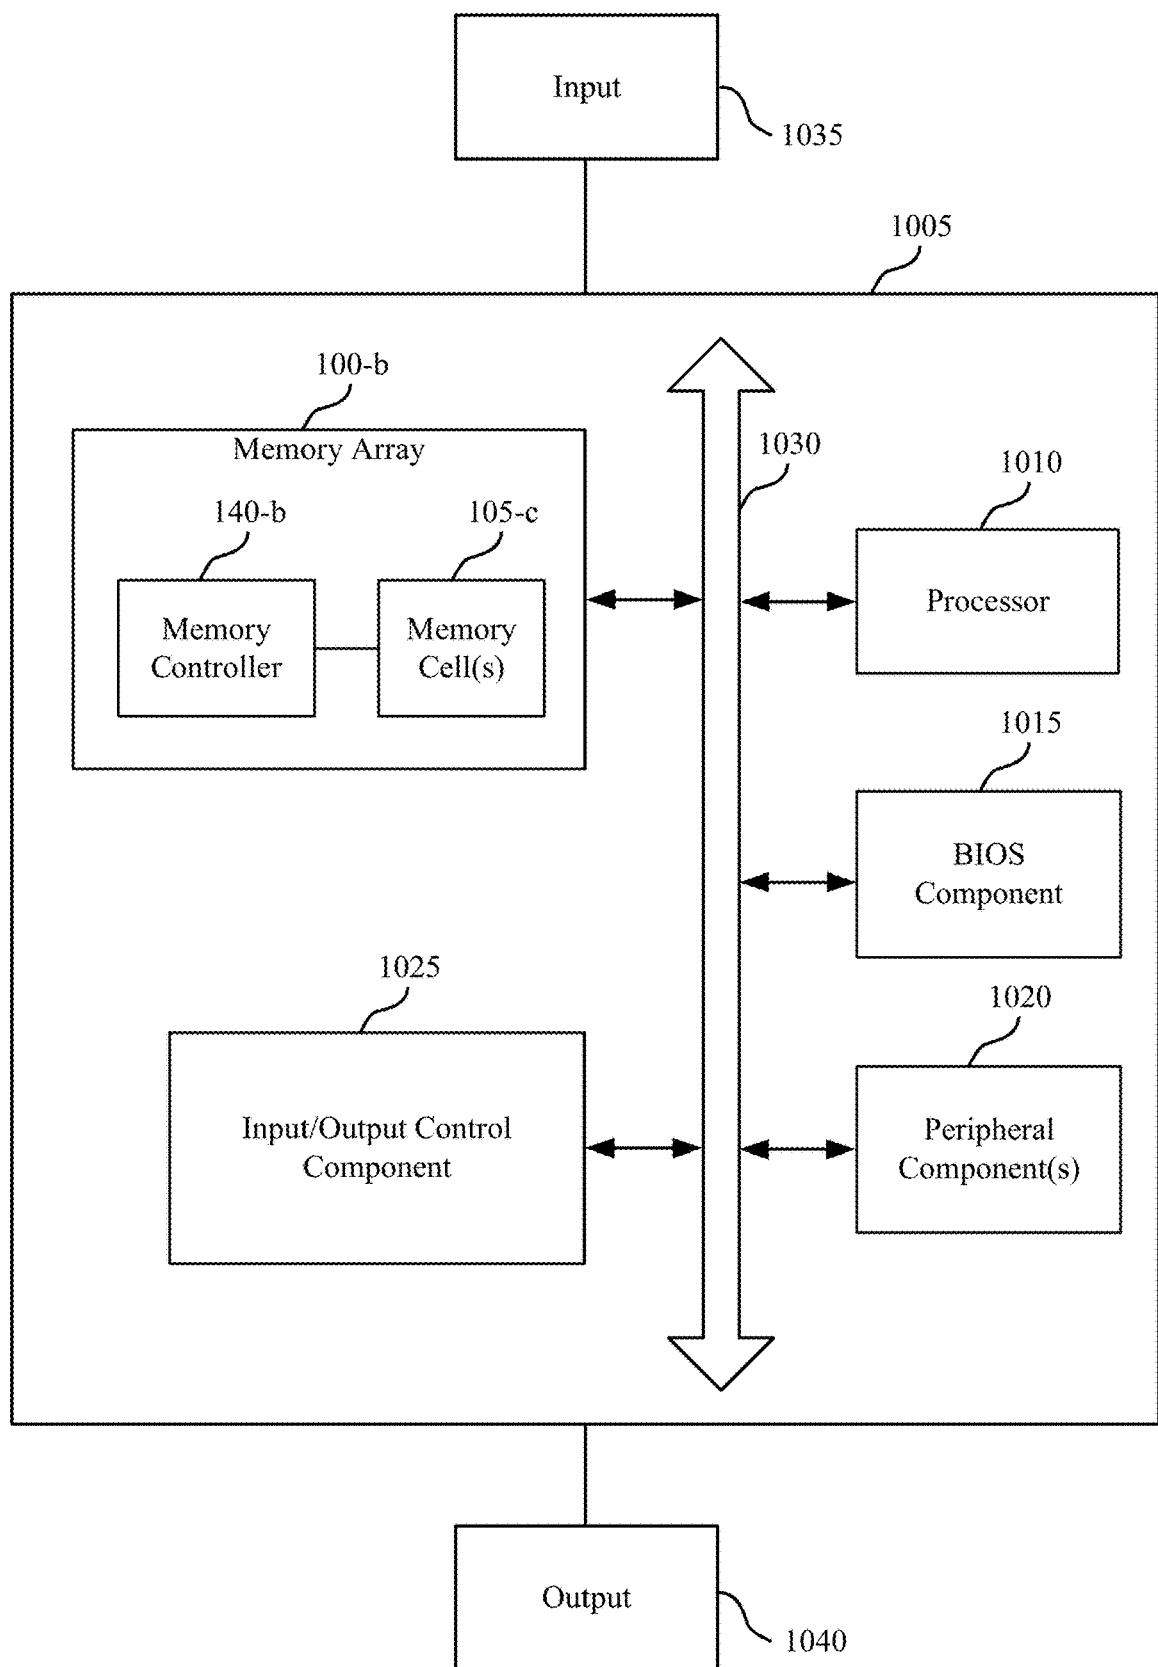 Input
1035
1005
100-b
Memory Array
1030
1010
140-b
105-c
Processor
Memory
Controller
Memory
Cell(s)
1015
BIOS
Component
1025
1020
Input/Output Control
Component
Peripheral
Component(s)
Output
1040